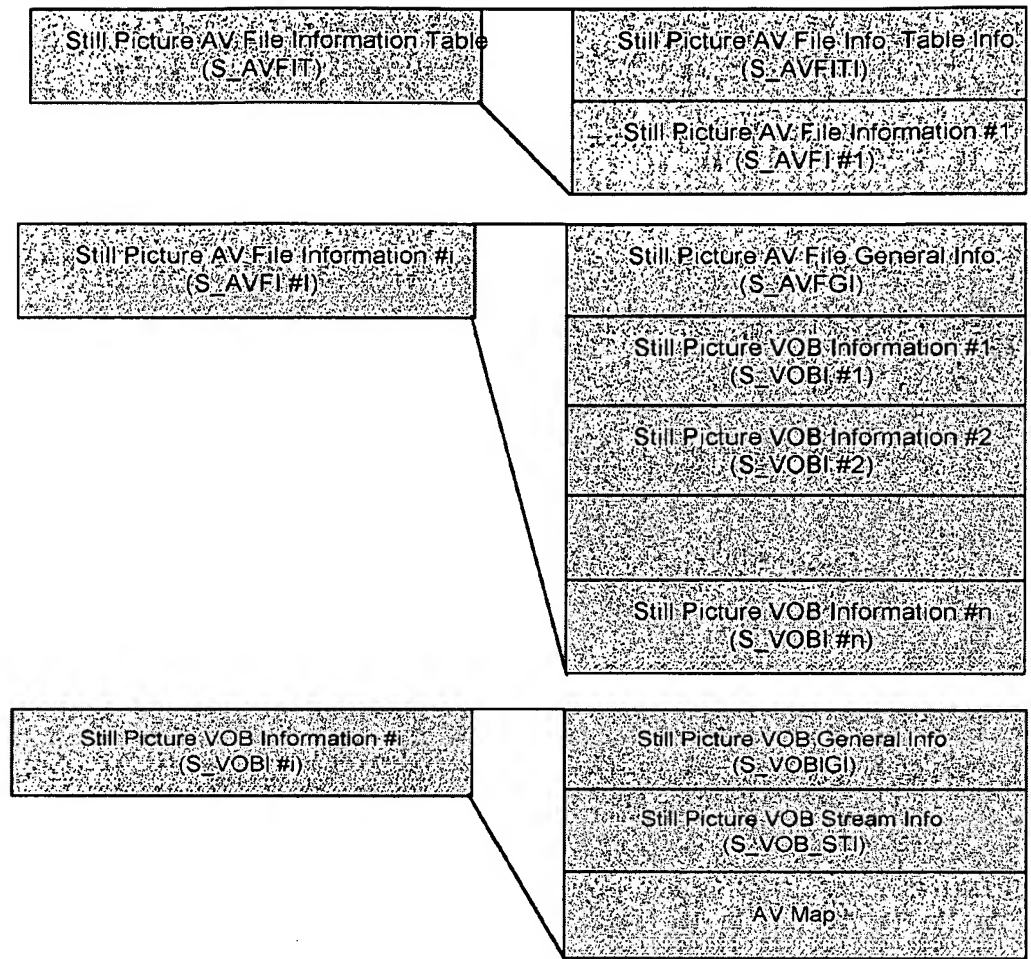 Still Picture AV File Information Table
(S_AVFIT)
Still Picture AV File Info Table Info
(S_AVFITI)
Still Picture AV File Information #1
(S_AVFI #1)
Still Picture AV File Information #i
(S_AVFI #I)
Still Picture AV File General Info
(S_AVFGI)
Still Picture VOB Information #1
(S_VOBI #1)
Still Picture VOB Information #2
(S_VOBI #2)
Still Picture VOB Information #n
(S_VOBI #n)
Still Picture VOB Information #i
(S_VOBI #i)
Still Picture VOB General Info
(S_VOBIGI)
Still Picture VOB Stream Info
(S_VOB_STI)
AV Map